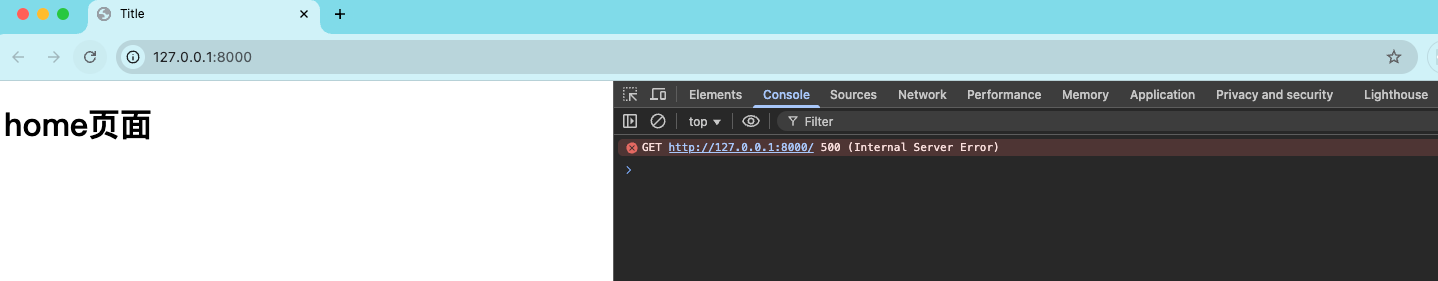 Title
127.0.0.1:8000
home页面
Elements Console Sources Network Performance Memory Application Privacy and security Lighthouse
top Filter
GET http://127.0.0.1:8000/ 500 (Internal Server Error)